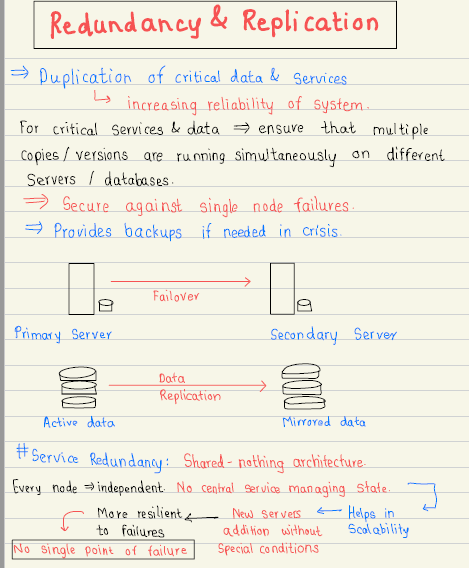 Redundancy & Replication
⇒ Duplication of critical data & services
↳ increasing reliability of system.
For critical services & data ⇒ ensure that multiple
copies / versions are running simultaneously on different
Servers / databases.
⇒ Secure against single node failures.
⇒ Provides backups if needed in crisis.
Failover
Primary Server
Secondary Server
Data
Replication
Active data
Mirrored data
# Service Redundancy: Shared-nothing architecture.
Every node ⇒ independent. No central service managing state.
More resilient ← New servers ← Helps in
to failures addition without Scalability
No single point of failure special conditions